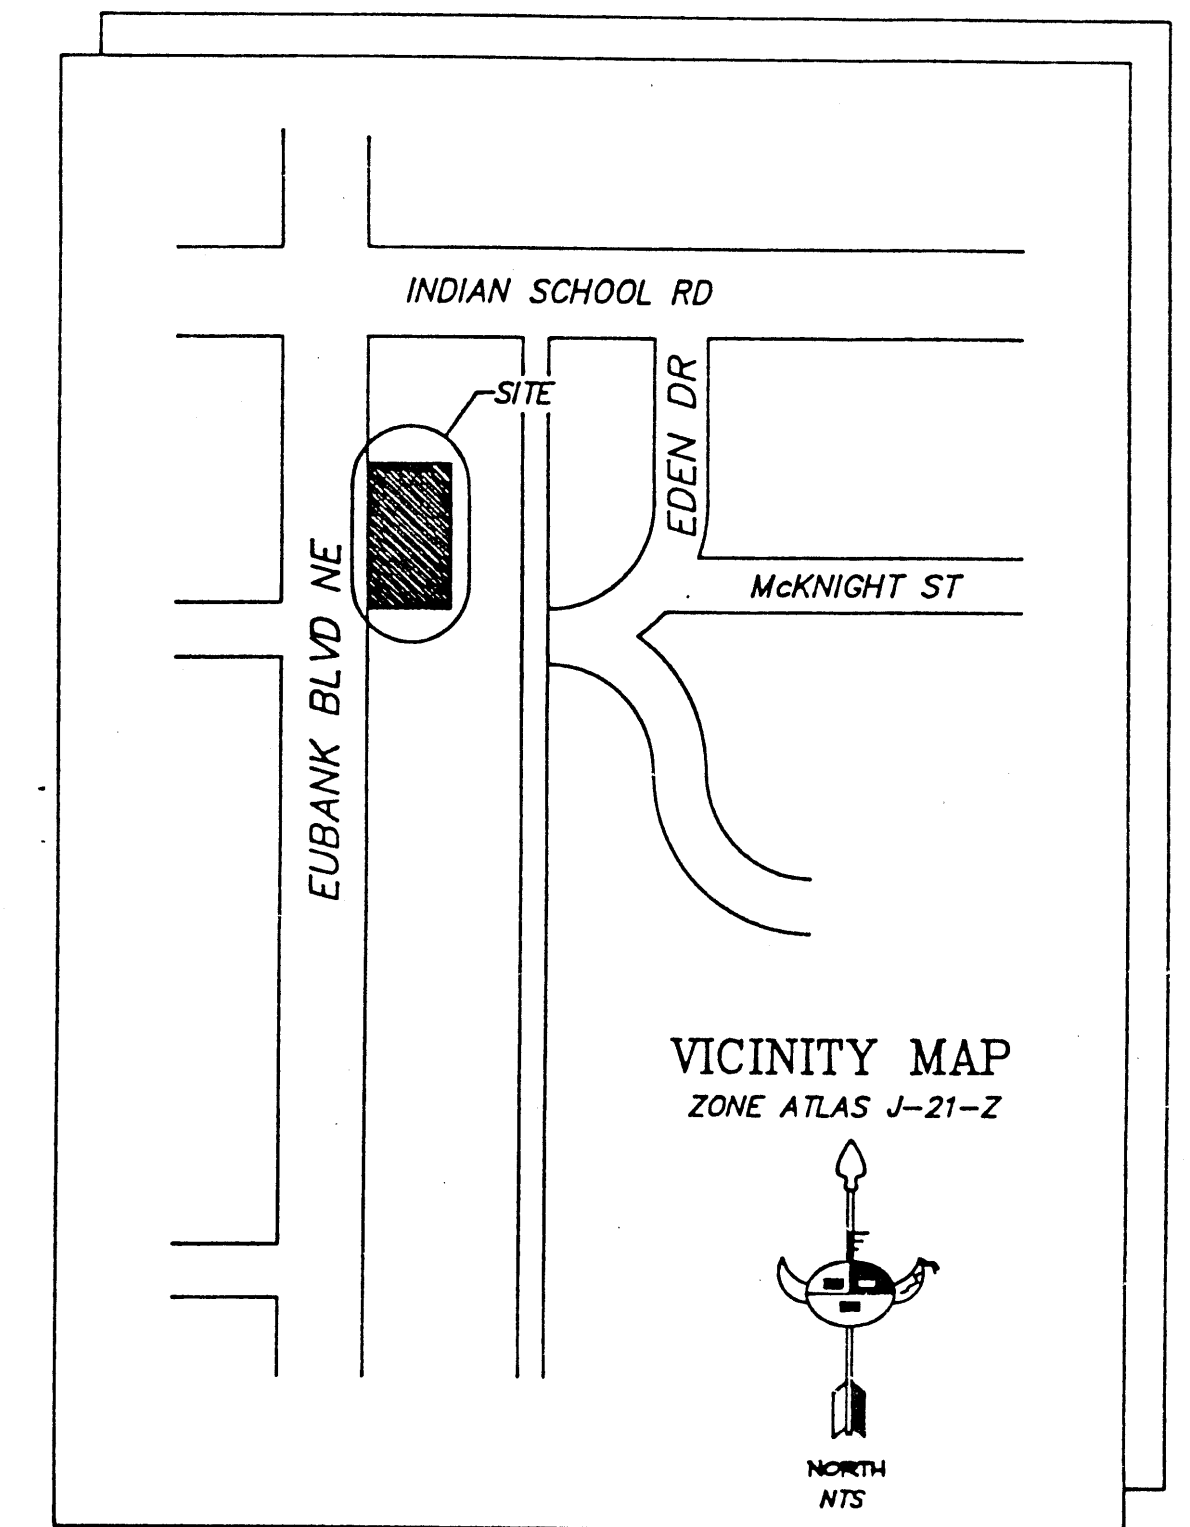 INDIAN SCHOOL RD
SITE
EDEN DR
McKNIGHT ST
EUBANK BLVD NE
VICINITY MAP
ZONE ATLAS J-21-Z
NORTH
NTS